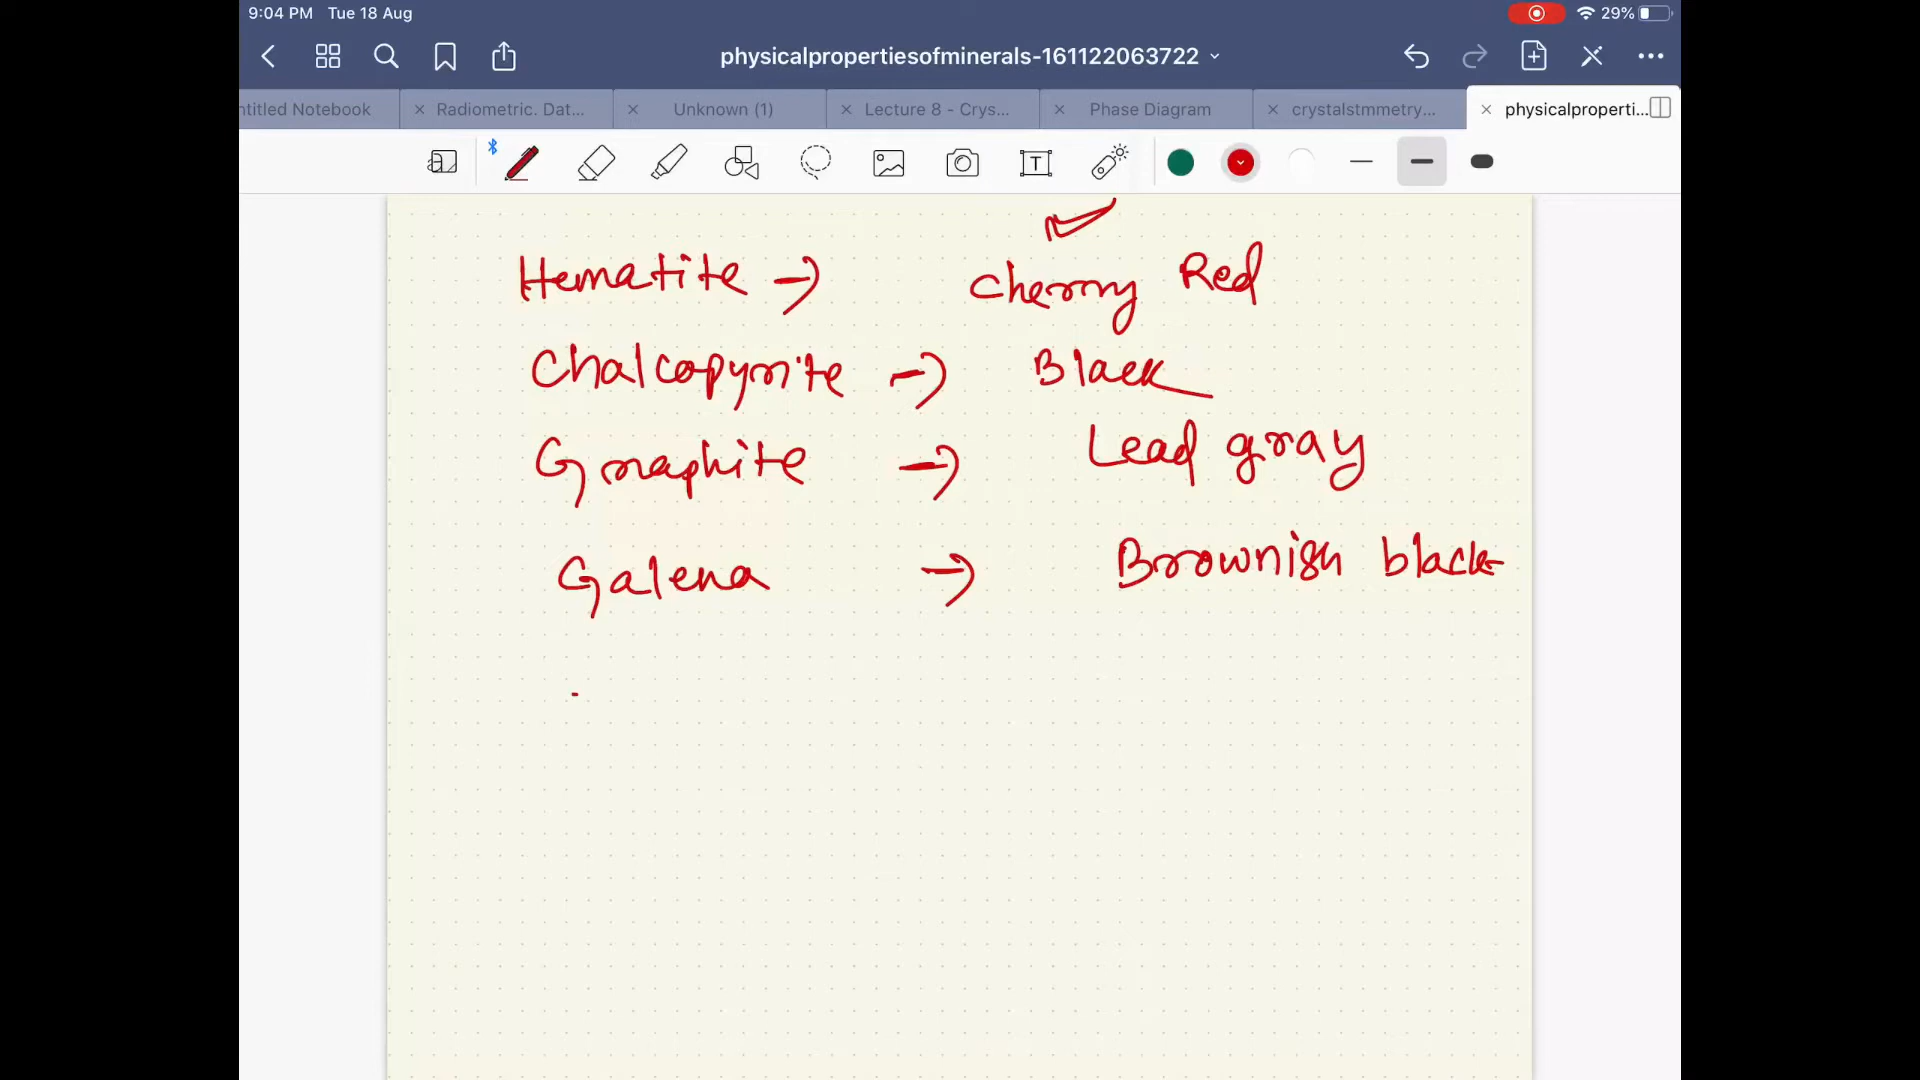 9:04 PM Tue 18 Aug 29%
physicalpropertiesofminerals-161122063722
ntitled Notebook Radiometric. Dat... Unknown (1) Lecture 8 - Crys... Phase Diagram crystalstmmetry... physicalproperti...
T
Hematite → Cherry Red
Chalcopyrite → Black
Graphite → Lead gray
Galena → Brownish black